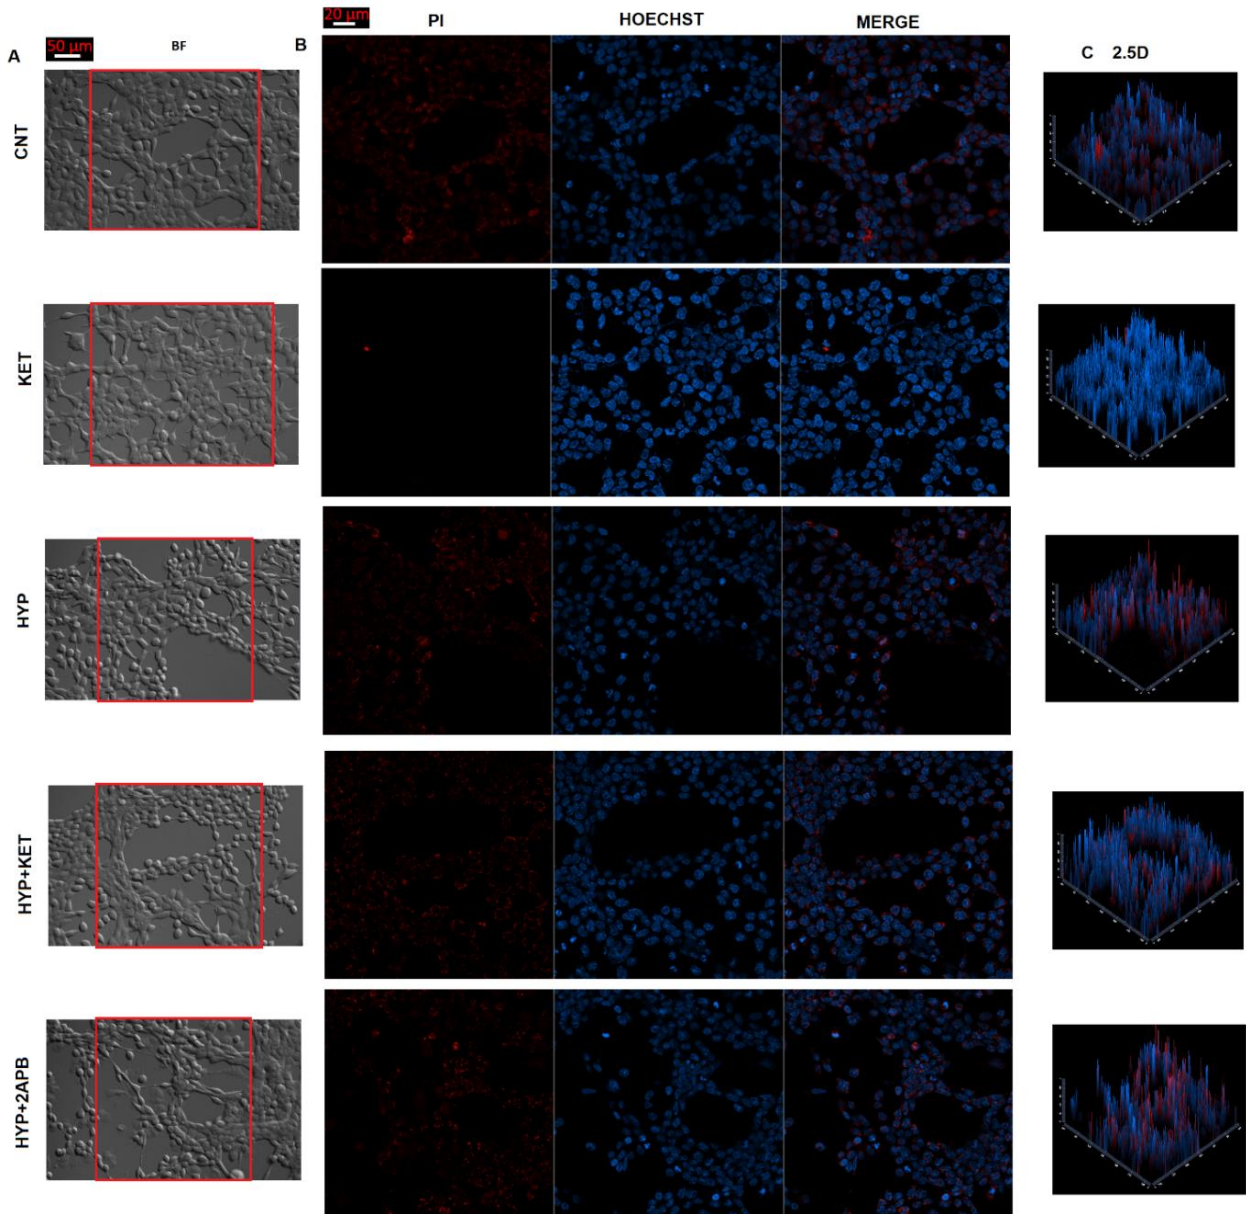 A
50 µm
BF
B
20 µm
PI
HOECHST
MERGE
C 2.5D
CNT
KET
HYP
HYP+KET
HYP+2APB